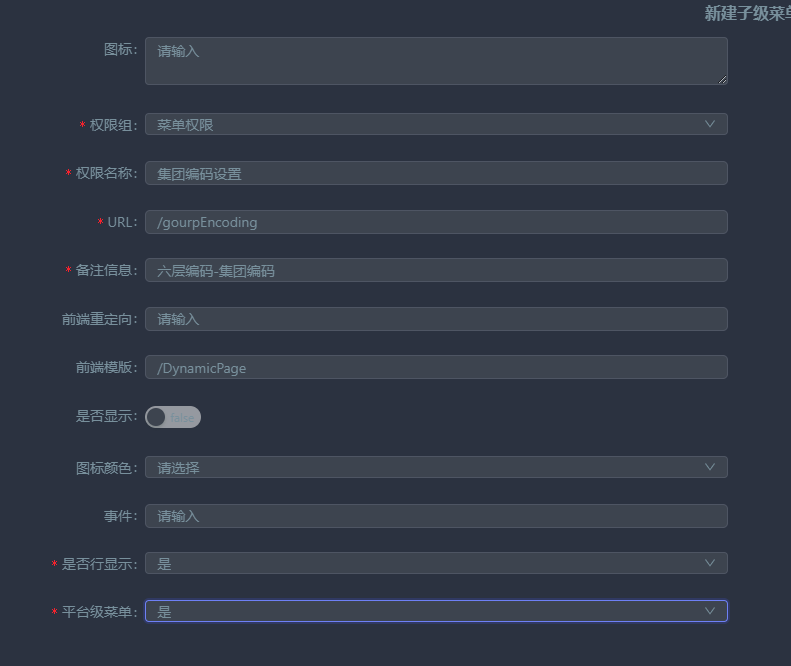 新建子级菜单
图标：请输入
* 权限组：菜单权限
* 权限名称：集团编码设置
* URL：/gourpEncoding
* 备注信息：六层编码-集团编码
前端重定向：请输入
前端模版：/DynamicPage
是否显示：false
图标颜色：请选择
事件：请输入
* 是否行显示：是
* 平台级菜单：是